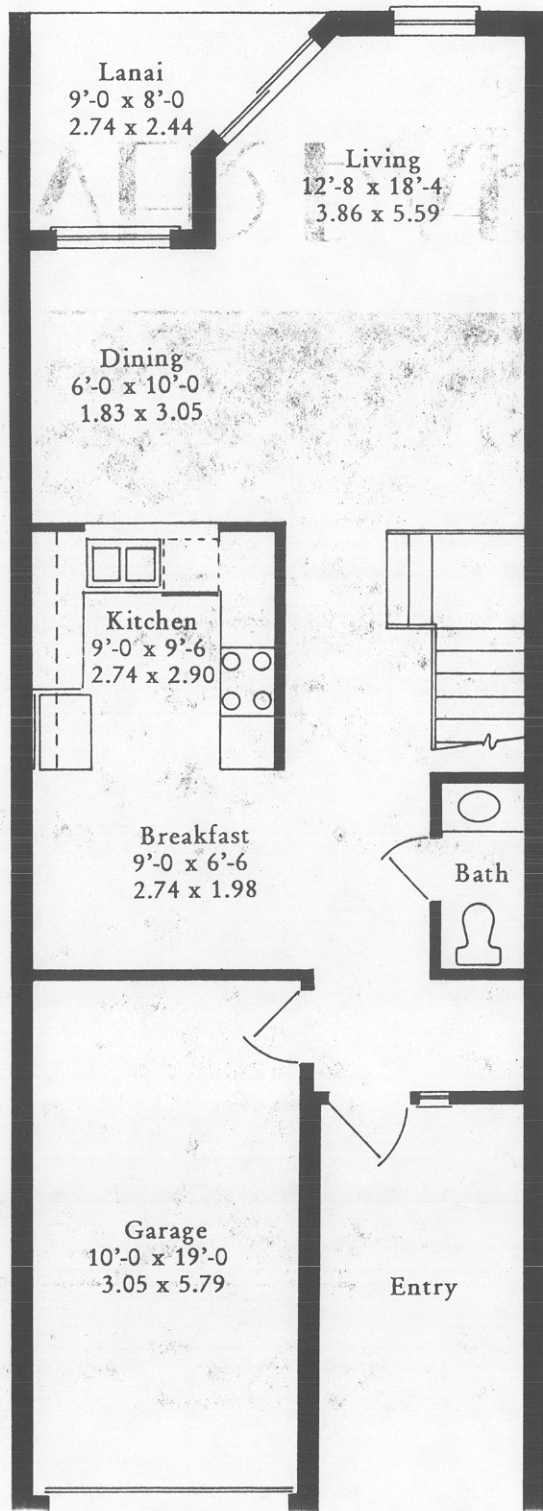 Lanai
9'-0 x 8'-0
2.74 x 2.44
Living
12'-8 x 18'-4
3.86 x 5.59
Dining
6'-0 x 10'-0
1.83 x 3.05
Kitchen
9'-0 x 9'-6
2.74 x 2.90
Breakfast
9'-0 x 6'-6
2.74 x 1.98
Bath
Garage
10'-0 x 19'-0
3.05 x 5.79
Entry